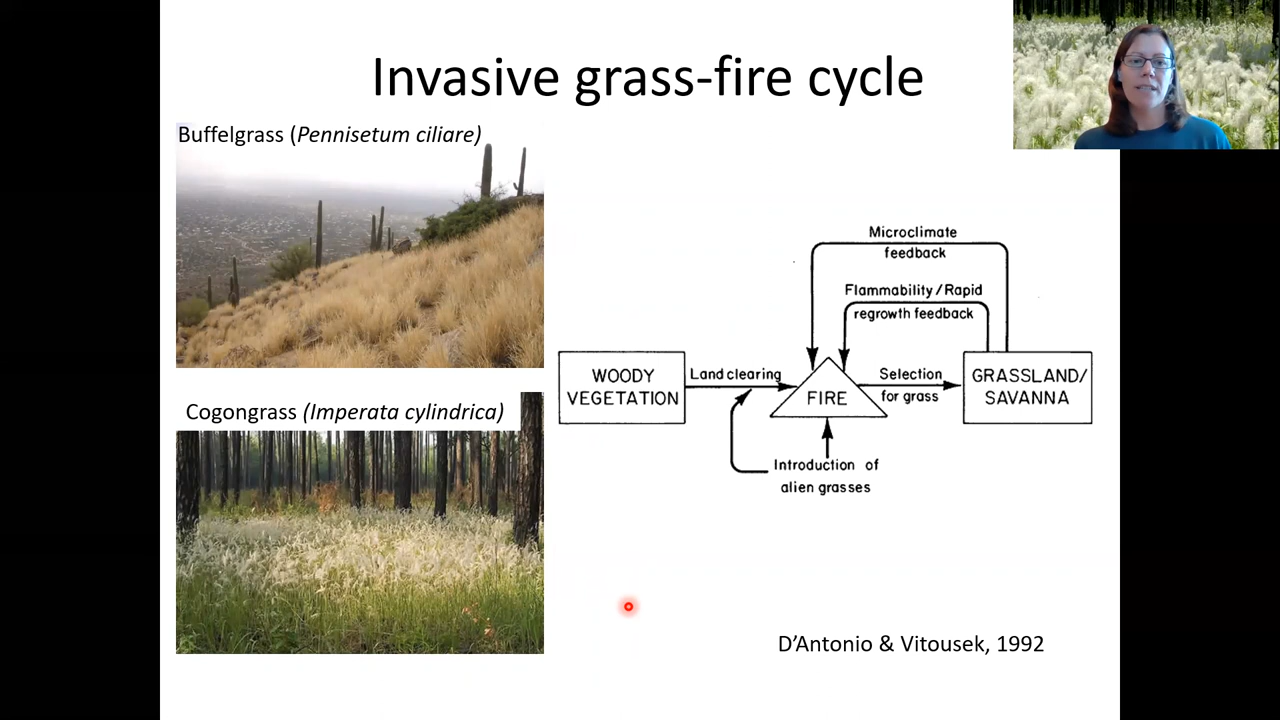 Invasive grass-fire cycle
Buffelgrass (Pennisetum ciliare)
Cogongrass (Imperata cylindrica)
Microclimate
feedback
Flammability/Rapid
regrowth feedback
WOODY
VEGETATION
Land clearing
FIRE
Selection
for grass
GRASSLAND/
SAVANNA
Introduction of
alien grasses
D’Antonio & Vitousek, 1992